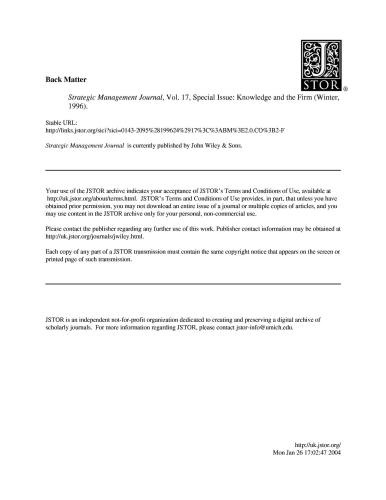 JSTOR
®
Back Matter
Strategic Management Journal, Vol. 17, Special Issue: Knowledge and the Firm (Winter,
1996).
Stable URL:
http://links.jstor.org/sici?sici=0143-2095%28199624%2917%3C%3ABM%3E2.0.CO%3B2-F
Strategic Management Journal is currently published by John Wiley & Sons.
Your use of the JSTOR archive indicates your acceptance of JSTOR's Terms and Conditions of Use, available at
http://uk.jstor.org/about/terms.html. JSTOR's Terms and Conditions of Use provides, in part, that unless you have
obtained prior permission, you may not download an entire issue of a journal or multiple copies of articles, and you
may use content in the JSTOR archive only for your personal, non-commercial use.
Please contact the publisher regarding any further use of this work. Publisher contact information may be obtained at
http://uk.jstor.org/journals/jwiley.html.
Each copy of any part of a JSTOR transmission must contain the same copyright notice that appears on the screen or
printed page of such transmission.
JSTOR is an independent not-for-profit organization dedicated to creating and preserving a digital archive of
scholarly journals. For more information regarding JSTOR, please contact jstor-info@umich.edu.
http://uk.jstor.org/
Mon Jan 26 17:02:47 2004